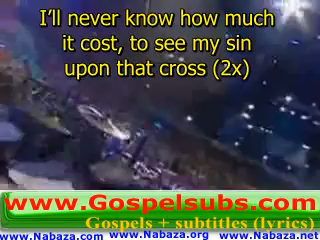 I'll never know how much
it cost, to see my sin
upon that cross (2x)
www.Gospelsubs.com
Gospels + subtitles (lyrics)
www.Nabaza.com www.Nabaza.org www.Nabaza.net